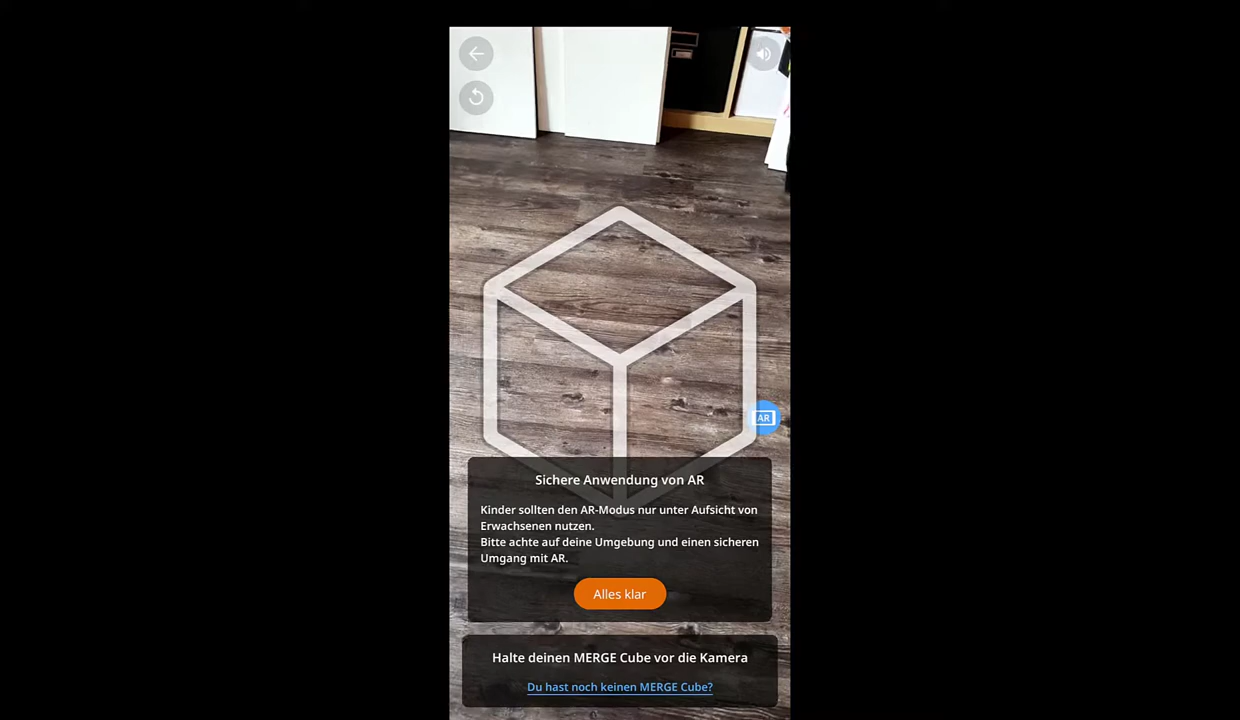 AR
Sichere Anwendung von AR
Kinder sollten den AR-Modus nur unter Aufsicht von
Erwachsenen nutzen.
Bitte achte auf deine Umgebung und einen sicheren
Umgang mit AR.
Alles klar
Halte deinen MERGE Cube vor die Kamera
Du hast noch keinen MERGE Cube?